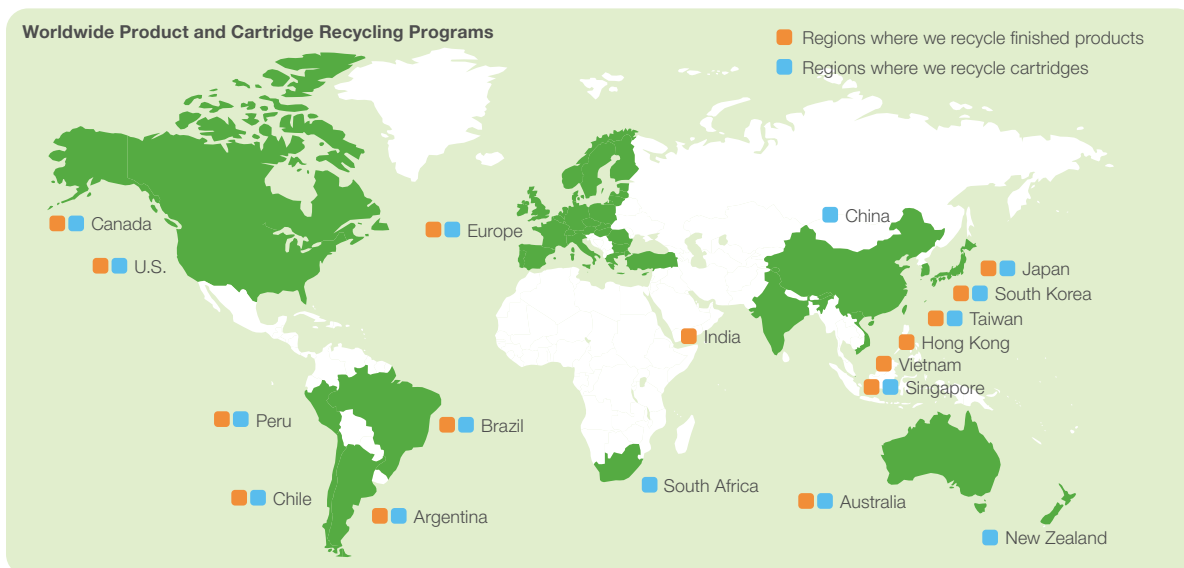 Worldwide Product and Cartridge Recycling Programs
Regions where we recycle finished products
Regions where we recycle cartridges
Canada
U.S.
Europe
China
Japan
South Korea
Taiwan
India
Hong Kong
Vietnam
Singapore
Peru
Brazil
Chile
Argentina
South Africa
Australia
New Zealand